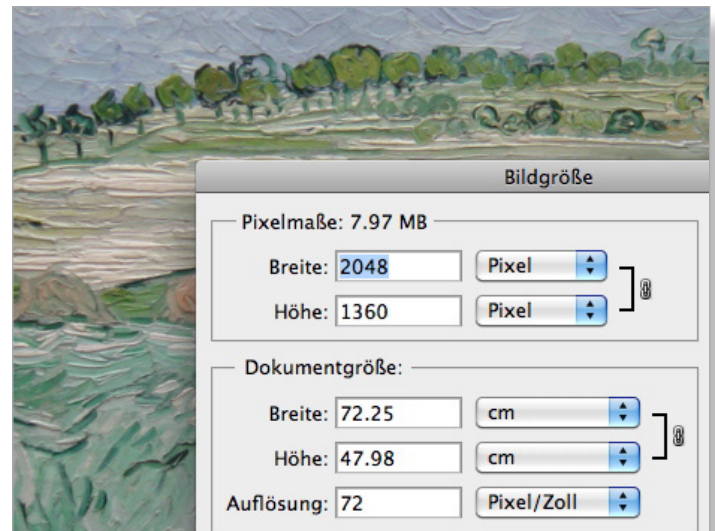 Bildgröße
Pixelmaße: 7.97 MB
Breite: 2048 Pixel
Höhe: 1360 Pixel
Dokumentgröße:
Breite: 72.25 cm
Höhe: 47.98 cm
Auflösung: 72 Pixel/Zoll